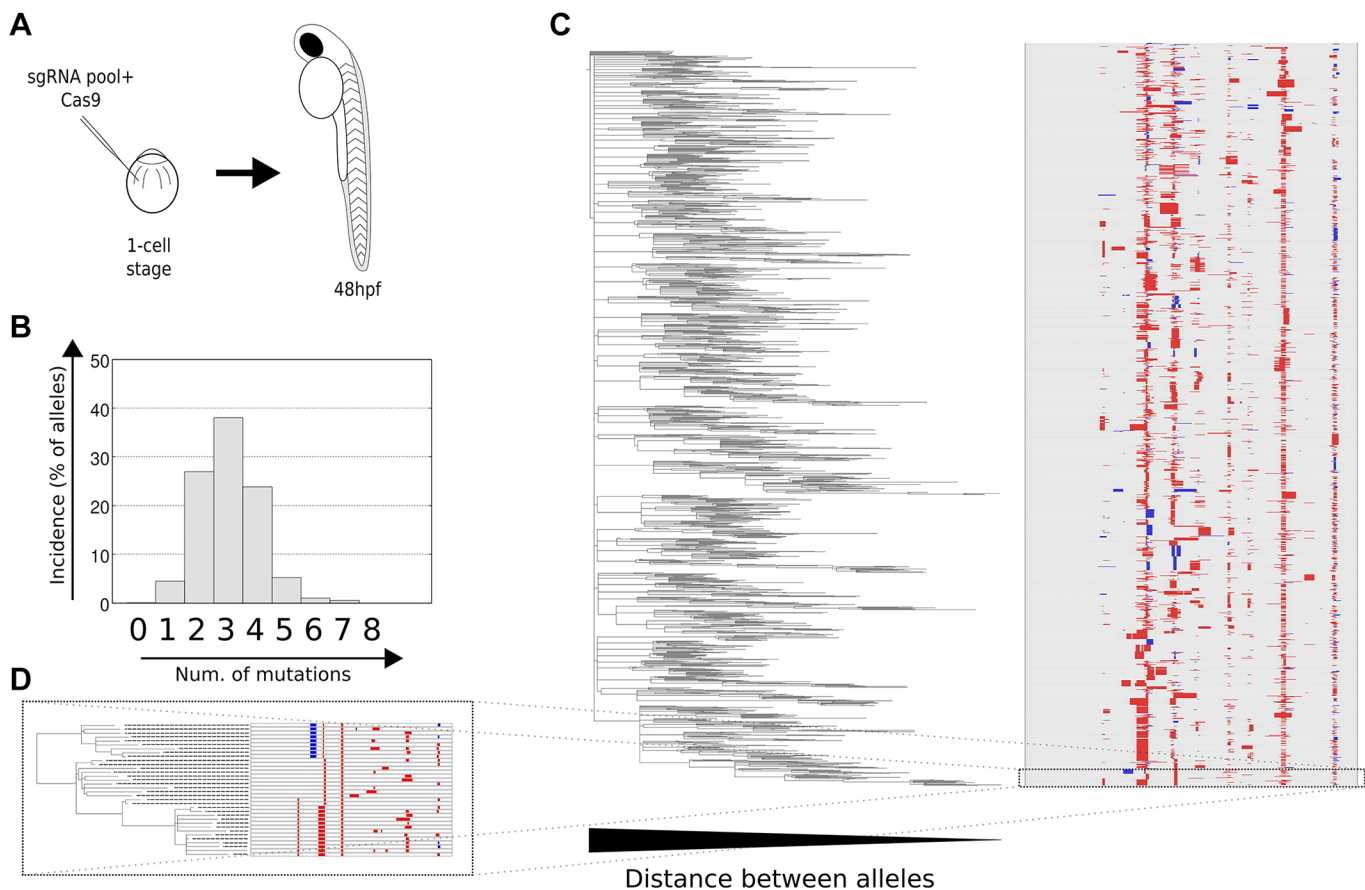 A
sgRNA pool+
Cas9
1-cell
stage
48hpf
B
Incidence (% of alleles)
50
40
30
20
10
0
0 1 2 3 4 5 6 7 8
Num. of mutations
C
Distance between alleles
D